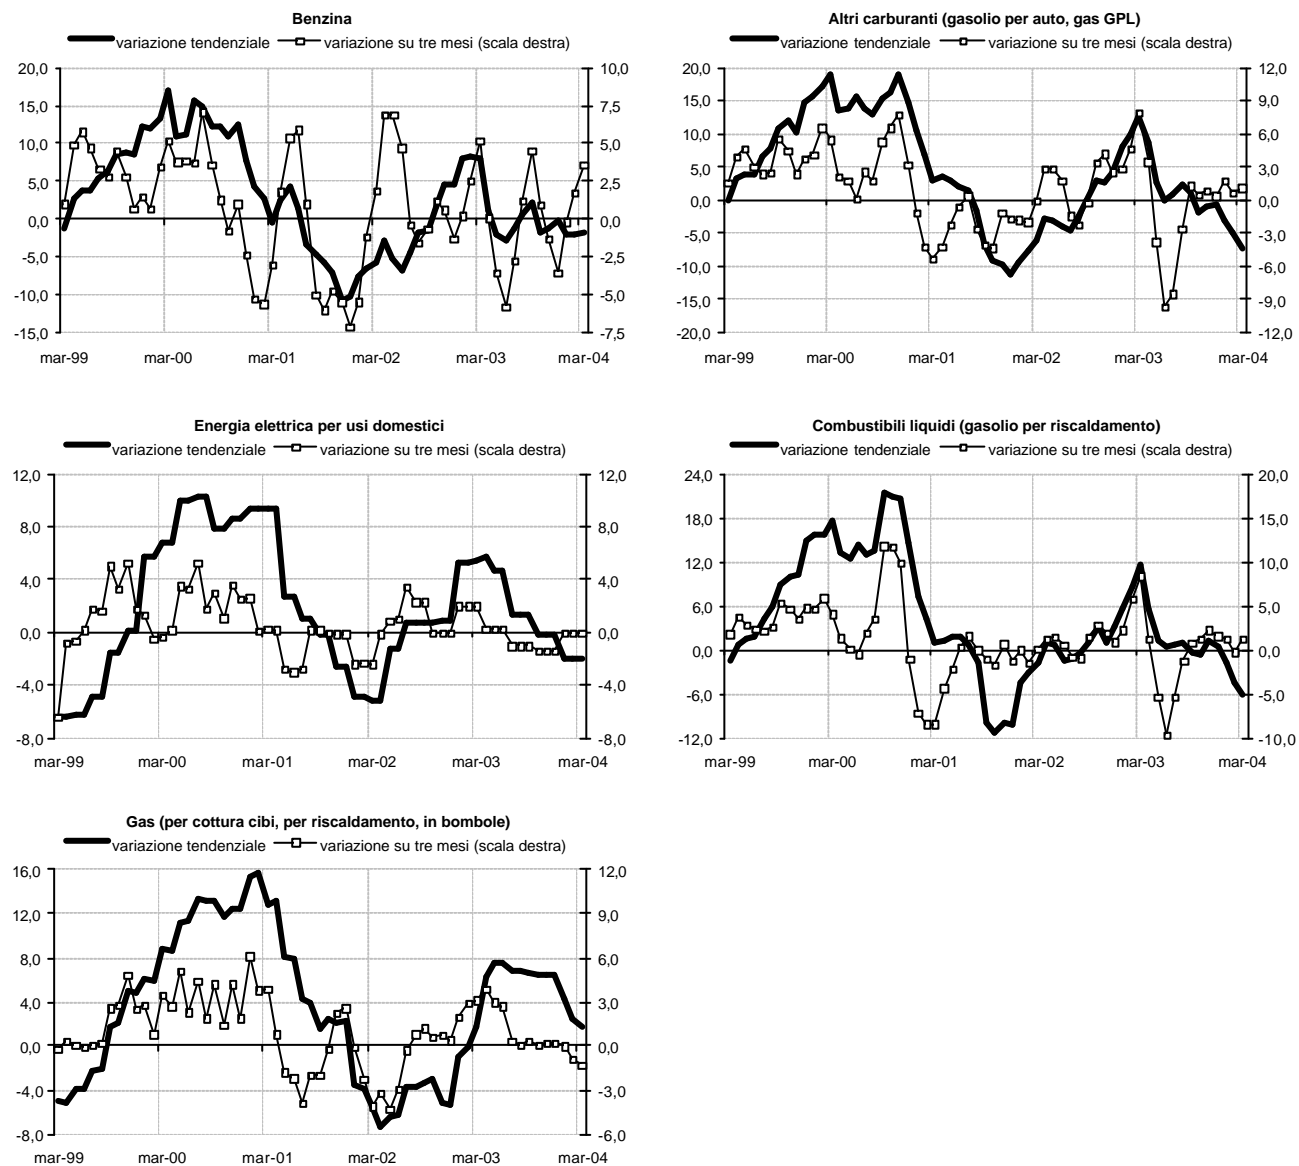 Benzina
variazione tendenziale variazione su tre mesi (scala destra)
20,0 10,0
15,0 7,5
10,0 5,0
5,0 2,5
0,0 0,0
-5,0 -2,5
-10,0 -5,0
-15,0 -7,5
mar-99 mar-00 mar-01 mar-02 mar-03 mar-04
Altri carburanti (gasolio per auto, gas GPL)
variazione tendenziale variazione su tre mesi (scala destra)
20,0 12,0
15,0 9,0
10,0 6,0
5,0 3,0
0,0 0,0
-5,0 -3,0
-10,0 -6,0
-15,0 -9,0
-20,0 -12,0
mar-99 mar-00 mar-01 mar-02 mar-03 mar-04
Energia elettrica per usi domestici
variazione tendenziale variazione su tre mesi (scala destra)
12,0 12,0
8,0 8,0
4,0 4,0
0,0 0,0
-4,0 -4,0
-8,0 -8,0
mar-99 mar-00 mar-01 mar-02 mar-03 mar-04
Combustibili liquidi (gasolio per riscaldamento)
variazione tendenziale variazione su tre mesi (scala destra)
24,0 20,0
18,0 15,0
12,0 10,0
6,0 5,0
0,0 0,0
-6,0 -5,0
-12,0 -10,0
mar-99 mar-00 mar-01 mar-02 mar-03 mar-04
Gas (per cottura cibi, per riscaldamento, in bombole)
variazione tendenziale variazione su tre mesi (scala destra)
16,0 12,0
12,0 9,0
8,0 6,0
4,0 3,0
0,0 0,0
-4,0 -3,0
-8,0 -6,0
mar-99 mar-00 mar-01 mar-02 mar-03 mar-04